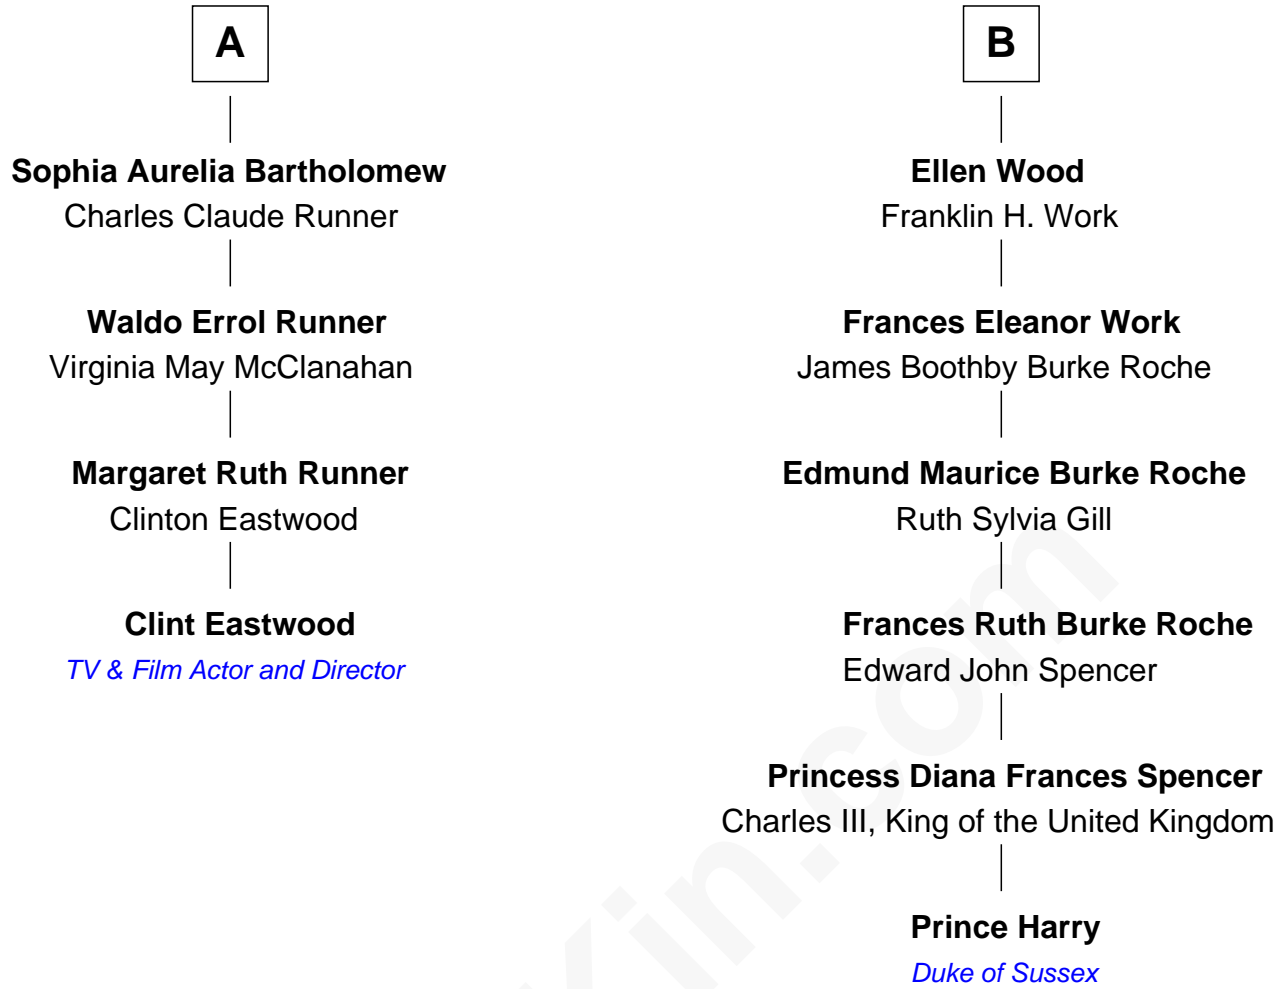 A
Sophia Aurelia Bartholomew
Charles Claude Runner
Waldo Errol Runner
Virginia May McClanahan
Margaret Ruth Runner
Clinton Eastwood
Clint Eastwood
TV & Film Actor and Director
B
Ellen Wood
Franklin H. Work
Frances Eleanor Work
James Boothby Burke Roche
Edmund Maurice Burke Roche
Ruth Sylvia Gill
Frances Ruth Burke Roche
Edward John Spencer
Princess Diana Frances Spencer
Charles III, King of the United Kingdom
Prince Harry
Duke of Sussex
Kin.com